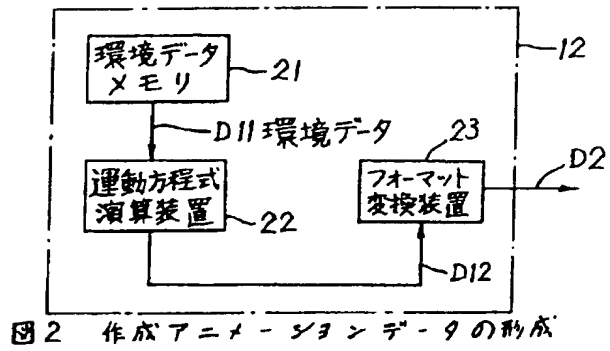 12
環境データ
メモリ
21
D11 環境データ
23
D2
運動方程式
演算装置
22
フォーマット
変換装置
D12
図2 作成アニメーションデータの形成